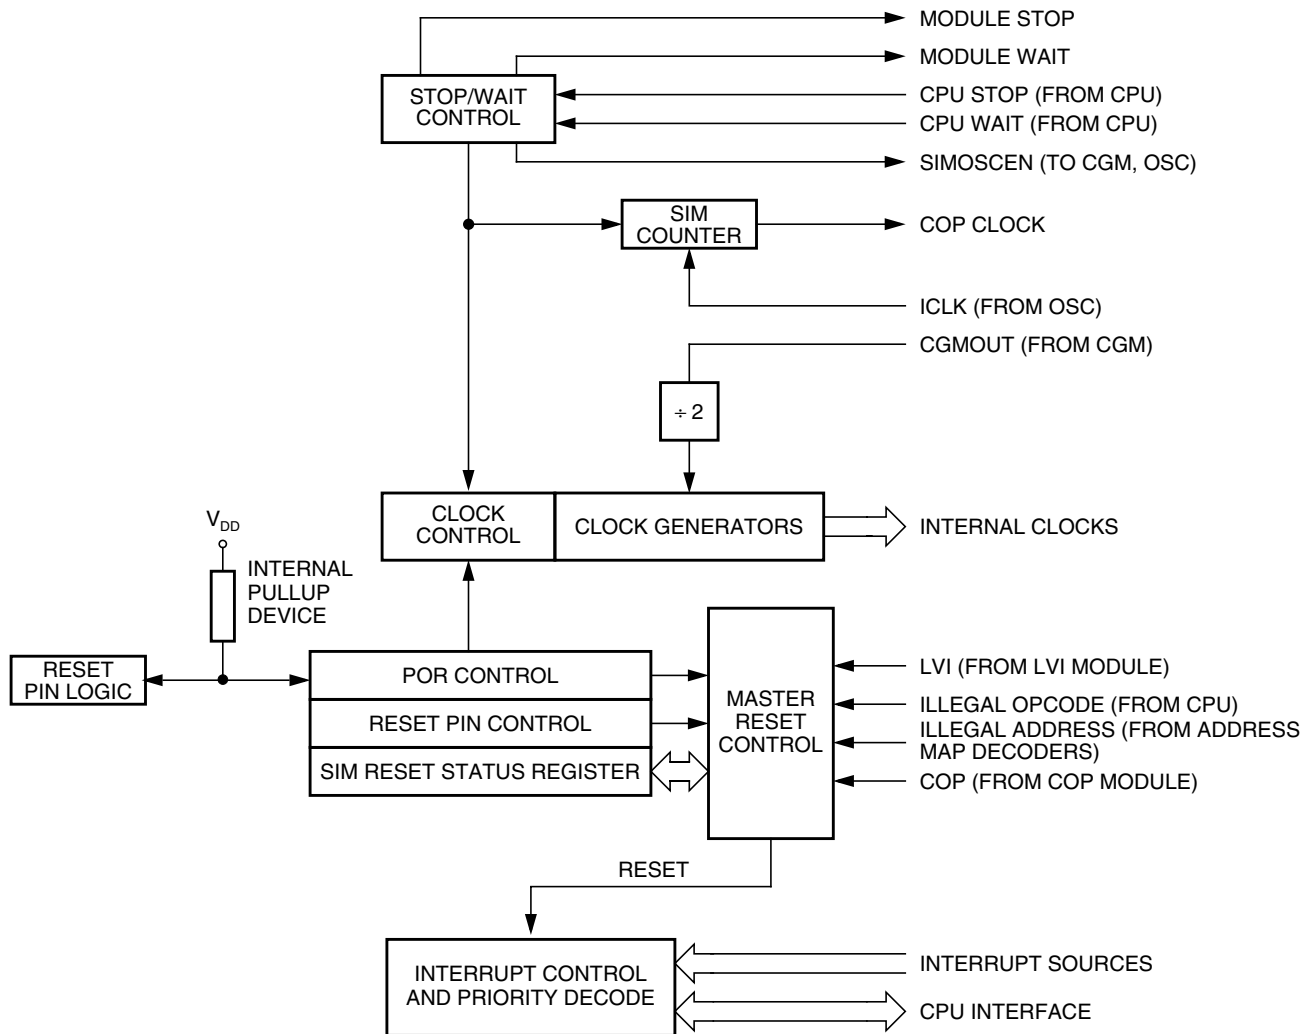 MODULE STOP
MODULE WAIT
STOP/WAIT
CONTROL
CPU STOP (FROM CPU)
CPU WAIT (FROM CPU)
SIMOSCEN (TO CGM, OSC)
SIM
COUNTER
COP CLOCK
ICLK (FROM OSC)
CGMOUT (FROM CGM)
÷ 2
CLOCK
CONTROL
CLOCK GENERATORS
INTERNAL CLOCKS
VDD
INTERNAL
PULLUP
DEVICE
RESET
PIN LOGIC
POR CONTROL
RESET PIN CONTROL
SIM RESET STATUS REGISTER
MASTER
RESET
CONTROL
LVI (FROM LVI MODULE)
ILLEGAL OPCODE (FROM CPU)
ILLEGAL ADDRESS (FROM ADDRESS
MAP DECODERS)
COP (FROM COP MODULE)
RESET
INTERRUPT CONTROL
AND PRIORITY DECODE
INTERRUPT SOURCES
CPU INTERFACE